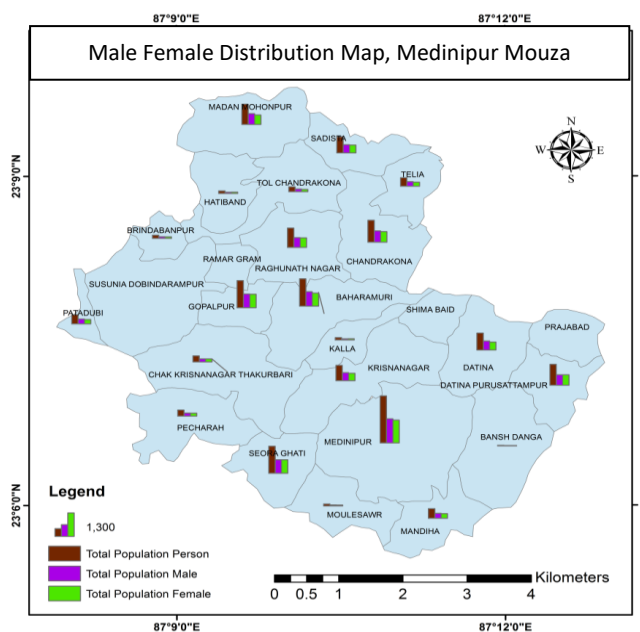 87°9'0"E 87°12'0"E
Male Female Distribution Map, Medinipur Mouza
MADAN MOHONPUR
SADISTA
N
W E
S
23°9'0"N
TELIA
TOL CHANDRAKONA
HATIBAND
BRINDABANPUR
CHANDRAKONA
RAMAR GRAM
RAGHUNATH NAGAR
SUSUNIA DOBINDARAMPUR
BAHARAMURI
GOPALPUR
SHIMA BAID
PATADUBI
PRAJABAD
KALLA
KRISNANAGAR
DATINA
CHAK KRISNANAGAR THAKURBARI
DATINA PURUSATTAMPUR
PECHARAH
MEDINIPUR
BANSH DANGA
SEORA GHATI
23°6'0"N
MOULESAWR
MANDIHA
Legend
1,300
Total Population Person
Total Population Male
Total Population Female
Kilometers
0 0.5 1 2 3 4
87°9'0"E 87°12'0"E